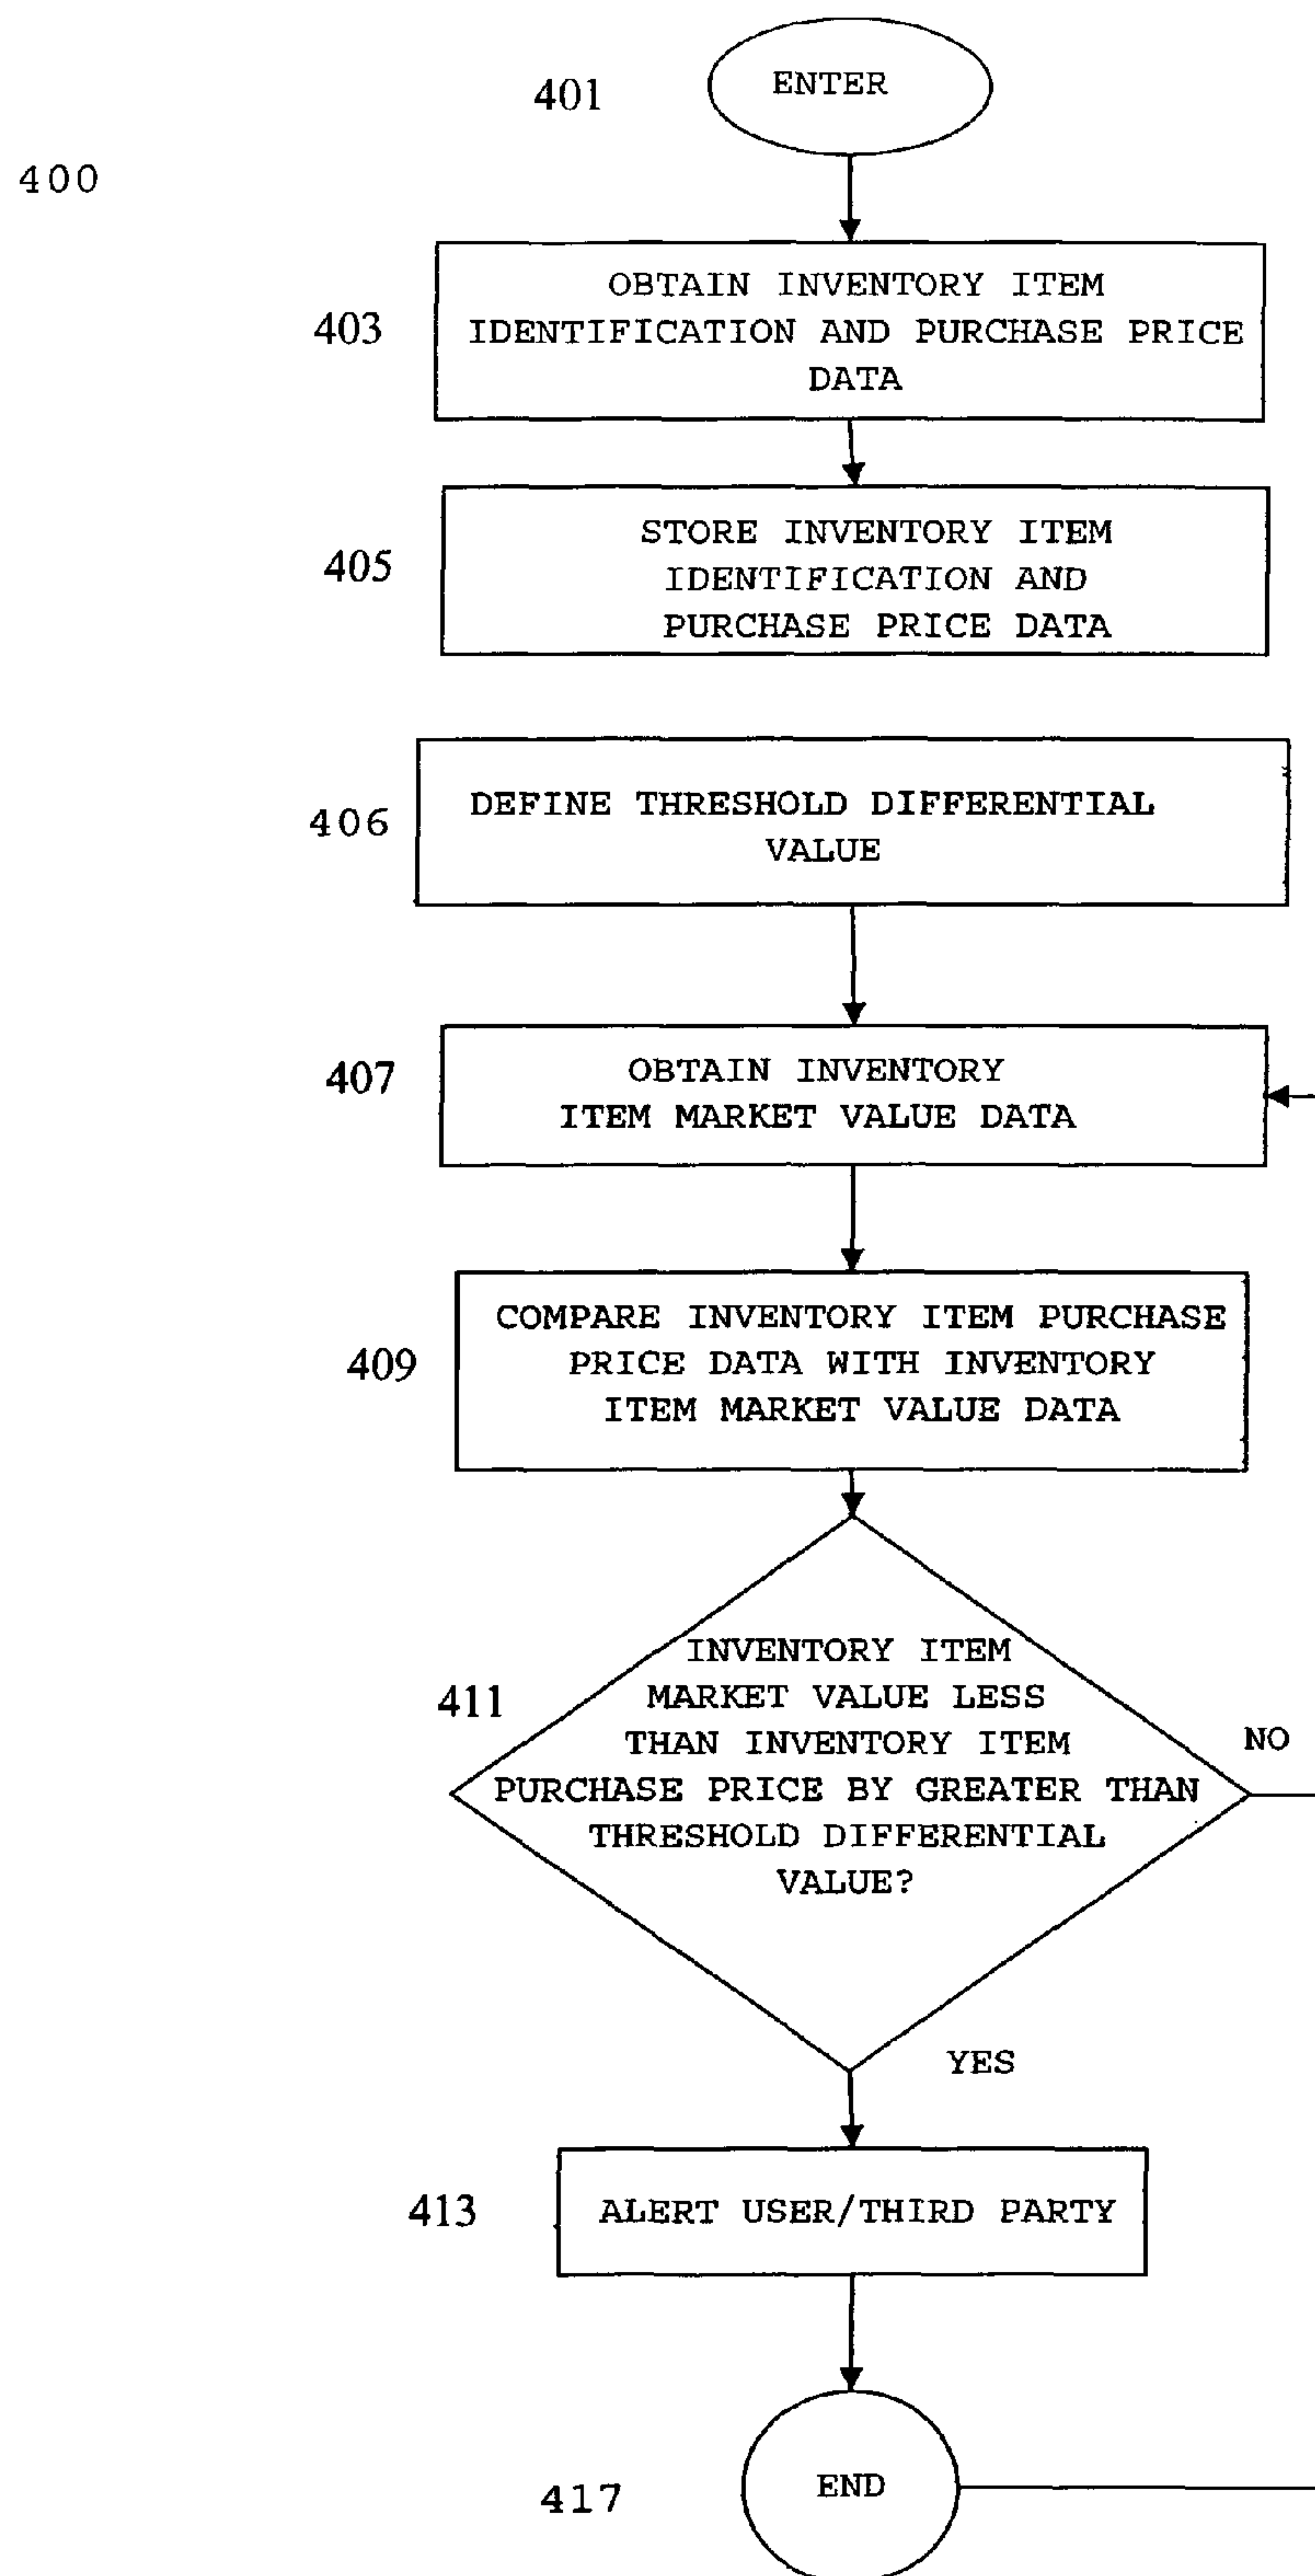 401
ENTER
400
OBTAIN INVENTORY ITEM
403
IDENTIFICATION AND PURCHASE PRICE
DATA
STORE INVENTORY ITEM
405
IDENTIFICATION AND
PURCHASE PRICE DATA
406
DEFINE THRESHOLD DIFFERENTIAL
VALUE
407
OBTAIN INVENTORY
ITEM MARKET VALUE DATA
COMPARE INVENTORY ITEM PURCHASE
409
PRICE DATA WITH INVENTORY
ITEM MARKET VALUE DATA
411
INVENTORY ITEM
MARKET VALUE LESS
THAN INVENTORY ITEM
PURCHASE PRICE BY GREATER THAN
THRESHOLD DIFFERENTIAL
VALUE?
NO
YES
413
ALERT USER/THIRD PARTY
417
END